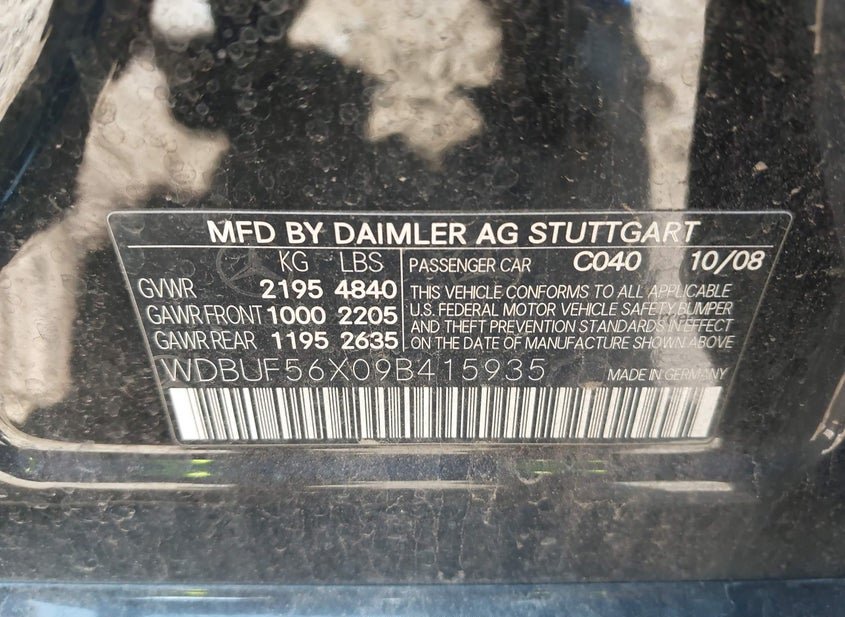 MFD BY DAIMLER AG STUTTGART
KG LBS
GVWR 2195 4840
GAWR FRONT 1000 2205
GAWR REAR 1195 2635
PASSENGER CAR C040 10/08
THIS VEHICLE CONFORMS TO ALL APPLICABLE
U.S. FEDERAL MOTOR VEHICLE SAFETY, BUMPER
AND THEFT PREVENTION STANDARDS IN EFFECT
ON THE DATE OF MANUFACTURE SHOWN ABOVE
WDBUF56X09B415935
MADE IN GERMANY